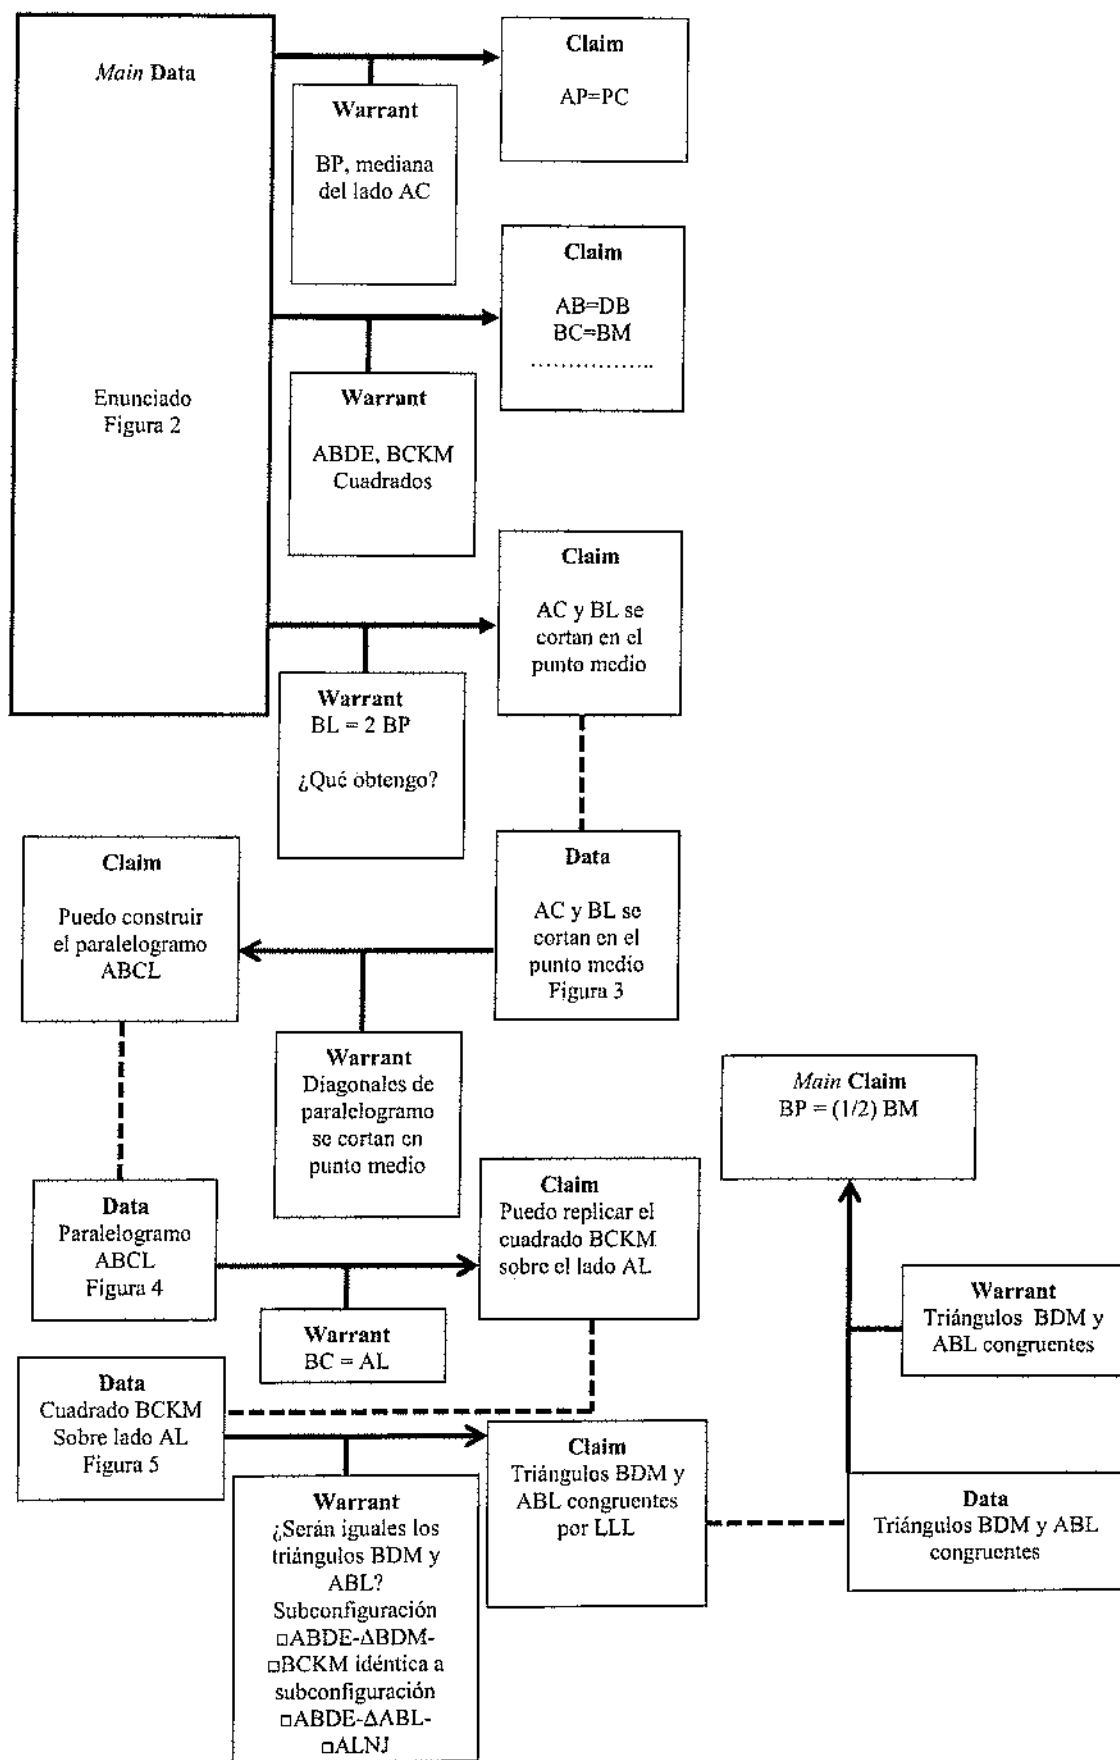 Main Data
Enunciado
Figura 2
Warrant
BP, mediana
del lado AC
Claim
AP=PC
Warrant
ABDE, BCKM
Cuadrados
Claim
AB=DB
BC=BM
...................
Warrant
BL = 2 BP
¿Qué obtengo?
Claim
AC y BL se
cortan en el
punto medio
Data
AC y BL se
cortan en el
punto medio
Figura 3
Warrant
Diagonales de
paralelogramo
se cortan en
punto medio
Claim
Puedo construir
el paralelogramo
ABCL
Data
Paralelogramo
ABCL
Figura 4
Warrant
BC = AL
Claim
Puedo replicar el
cuadrado BCKM
sobre el lado AL
Data
Cuadrado BCKM
Sobre lado AL
Figura 5
Warrant
¿Serán iguales los
triángulos BDM y
ABL?
Subconfiguración
□ABDE-ΔBDM-
□BCKM idéntica a
subconfiguración
□ABDE-ΔABL-
□ALNJ
Claim
Triángulos BDM y
ABL congruentes
por LLL
Data
Triángulos BDM y ABL
congruentes
Warrant
Triángulos BDM y
ABL congruentes
Main Claim
BP = (1/2) BM